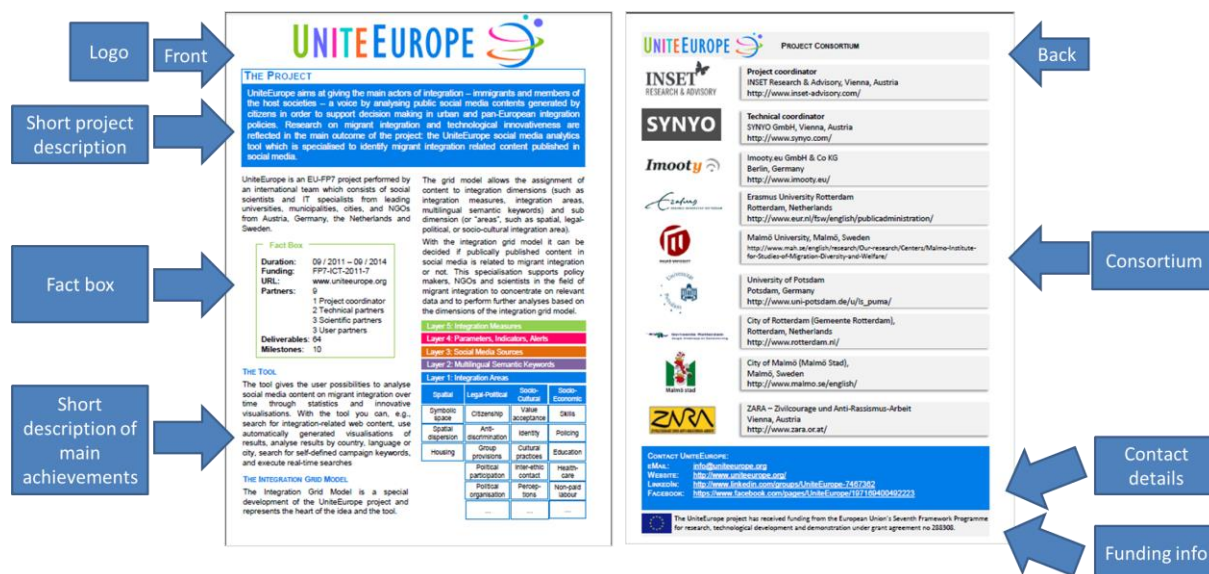 Logo
Front
Short project
description
Fact box
Short
description of
main
achievements
UNITEEUROPE
THE PROJECT
UniteEurope aims at giving the main actors of integration – immigrants and members of
the host societies – a voice by analysing public social media contents generated by
citizens in order to support decision making in urban and pan-European integration
policies. Research on migrant integration and technological innovativeness are
reflected in the main outcome of the project: the UniteEurope social media analytics
tool which is specialised to identify migrant integration related content published in
social media.
UniteEurope is an EU-FP7 project performed by
an international team which consists of social
scientists and IT specialists from leading
universities, municipalities, cities, and NGOs
from Austria, Germany, the Netherlands and
Sweden.
Fact Box
Duration: 09 / 2011 – 09 / 2014
Funding: FP7-ICT-2011-7
URL: www.uniteeurope.org
Partners: 9
1 Project coordinator
2 Technical partners
3 Scientific partners
3 User partners
Deliverables: 64
Milestones: 10
THE TOOL
The tool gives the user possibilities to analyse
social media content on migrant integration over
time through statistics and innovative
visualisations. With the tool you can, e.g.,
search for integration-related web content, use
automatically generated visualisations of
results, analyse results by country, language or
city, search for self-defined campaign keywords,
and execute real-time searches
THE INTEGRATION GRID MODEL
The Integration Grid Model is a special
development of the UniteEurope project and
represents the heart of the idea and the tool.
The grid model allows the assignment of
content to integration dimensions (such as
integration measures, integration areas,
multilingual semantic keywords) and sub
dimension (or "areas", such as spatial, legal-
political, or socio-cultural integration area).
With the integration grid model it can be
decided if publically published content in
social media is related to migrant integration
or not. This specialisation supports policy
makers, NGOs and scientists in the field of
migrant integration to concentrate on relevant
data and to perform further analyses based on
the dimensions of the integration grid model.
Layer 5: Integration Measures
Layer 4: Parameters, Indicators, Alerts
Layer 3: Social Media Sources
Layer 2: Multilingual Semantic Keywords
Layer 1: Integration Areas
Spatial Legal-Political Socio-Cultural Socio-Economic
Symbolic space Citizenship Value acceptance Skills
Spatial dispersion Anti-discrimination Identity Policing
Housing Group provisions Cultural practices Education
Political participation Inter-ethic contact Health-care
Political organisation Percep-tions Non-paid labour
... ... ...
UNITEEUROPE PROJECT CONSORTIUM
INSET
RESEARCH & ADVISORY
Project coordinator
INSET Research & Advisory, Vienna, Austria
http://www.inset-advisory.com/
SYNYO
Technical coordinator
SYNYO GmbH, Vienna, Austria
http://www.synyo.com/
Imooty
Imooty.eu GmbH & Co KG
Berlin, Germany
http://www.imooty.eu/
Erasmus University Rotterdam
Rotterdam, Netherlands
http://www.eur.nl/fsw/english/publicadministration/
Malmö University, Malmö, Sweden
http://www.mah.se/english/research/Our-research/Centers/Malmo-Institute-
for-Studies-of-Migration-Diversity-and-Welfare/
University of Potsdam
Potsdam, Germany
http://www.uni-potsdam.de/u/ls_puma/
City of Rotterdam (Gemeente Rotterdam),
Rotterdam, Netherlands
http://www.rotterdam.nl/
Malmö stad
City of Malmö (Malmö Stad),
Malmö, Sweden
http://www.malmo.se/english/
ZARA
ZARA – Zivilcourage und Anti-Rassismus-Arbeit
Vienna, Austria
http://www.zara.or.at/
CONTACT UNITEEUROPE:
EMAIL: info@uniteeurope.org
WEBSITE: http://www.uniteeurope.org/
LINKEDIN: http://www.linkedin.com/groups/UniteEurope-7467362
FACEBOOK: https://www.facebook.com/pages/UniteEurope/197169400492223
The UniteEurope project has received funding from the European Union's Seventh Framework Programme
for research, technological development and demonstration under grant agreement no 288308.
Back
Consortium
Contact
details
Funding info